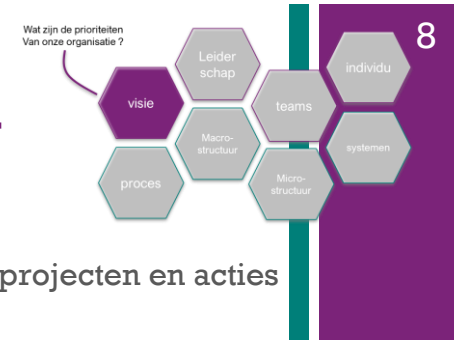 Wat zijn de prioriteiten
Van onze organisatie ?
8
Leider
schap
individu
visie
teams
Macro-
structuur
systemen
proces
Micro-
structuur
projecten en acties